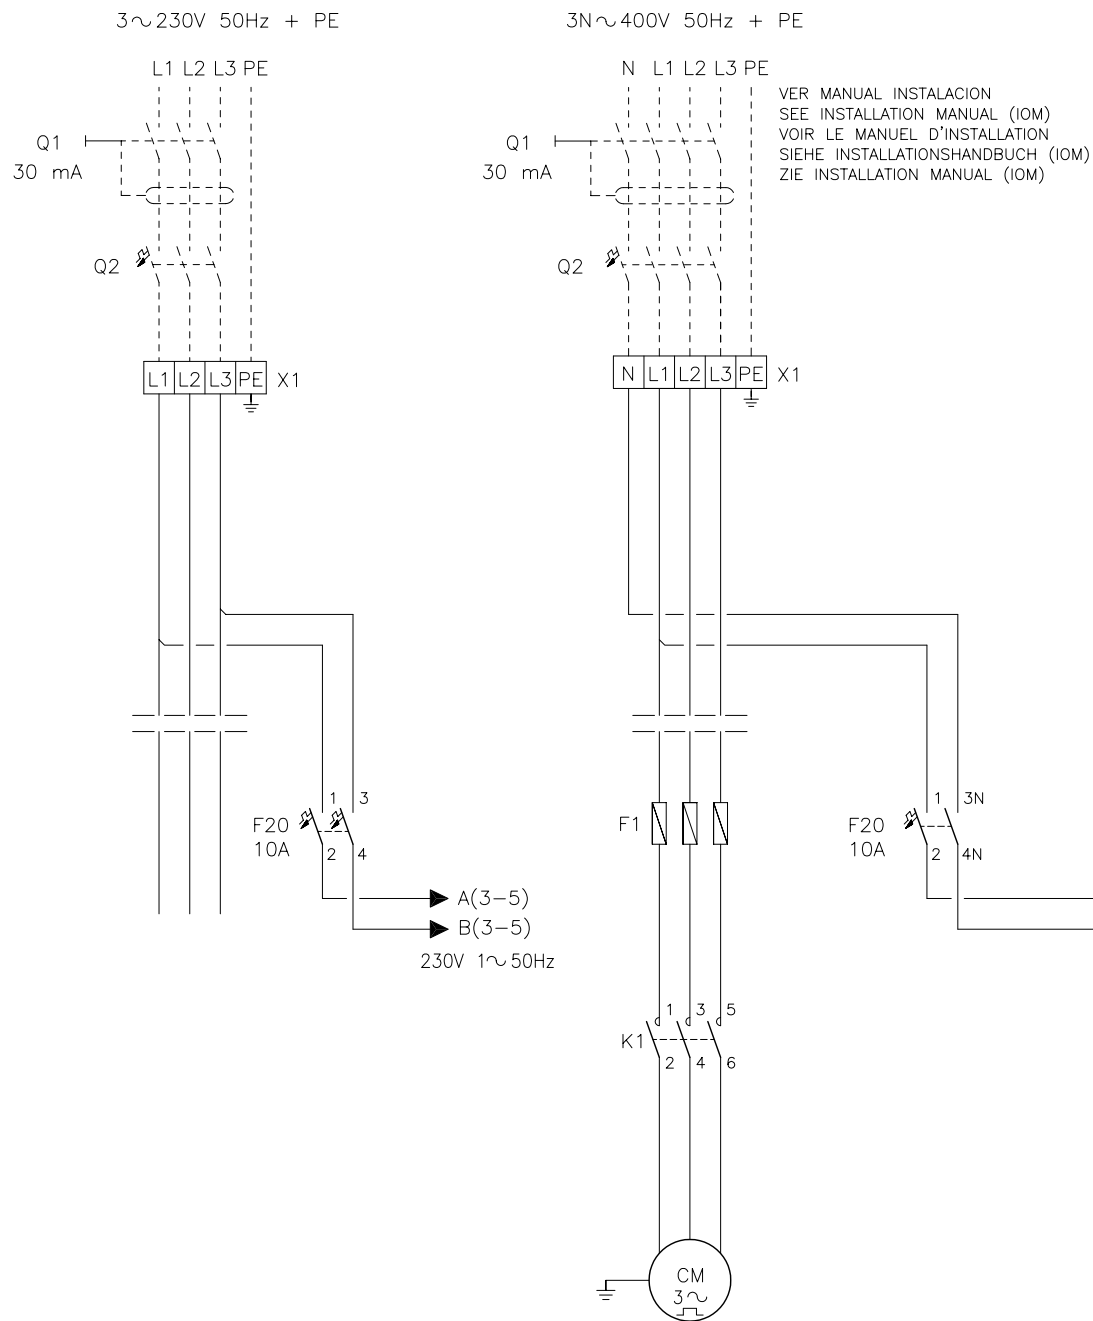 3∼230V 50Hz + PE
3N∼400V 50Hz + PE
L1 L2 L3 PE
N L1 L2 L3 PE
VER MANUAL INSTALACION
SEE INSTALLATION MANUAL (IOM)
VOIR LE MANUEL D'INSTALLATION
SIEHE INSTALLATIONSHANDBUCH (IOM)
ZIE INSTALLATION MANUAL (IOM)
Q1
30 mA
Q1
30 mA
Q2
Q2
L1 L2 L3 PE X1
N L1 L2 L3 PE X1
1 3
F20
10A
2 4
A(3-5)
B(3-5)
230V 1∼50Hz
F1
1 3N
F20
10A
2 4N
1 3 5
K1
2 4 6
CM
3∼